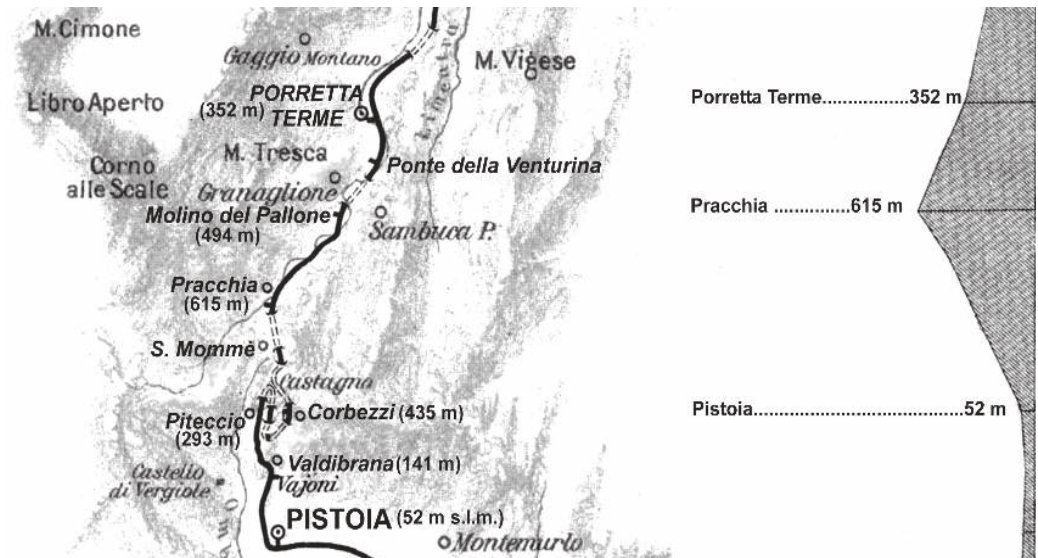 M. Cimone
Gaggio Montano
Limentra
M. Vigese
PORRETTA
(352 m) TERME
Libro Aperto
M. Tresca
Ponte della Venturina
Corno
alle Scale
Granaglione
Molino del Pallone
(494 m)
Sambuca P.
Pracchia
(615 m)
S. Mommè
Castagno
Piteccio
(293 m)
Corbezzi (435 m)
Valdibrana (141 m)
Castello
di Vergiole
Vajoni
PISTOIA (52 m s.l.m.)
Montemurlo
Porretta Terme..................352 m
Pracchia ...............615 m
Pistoia.........................................52 m